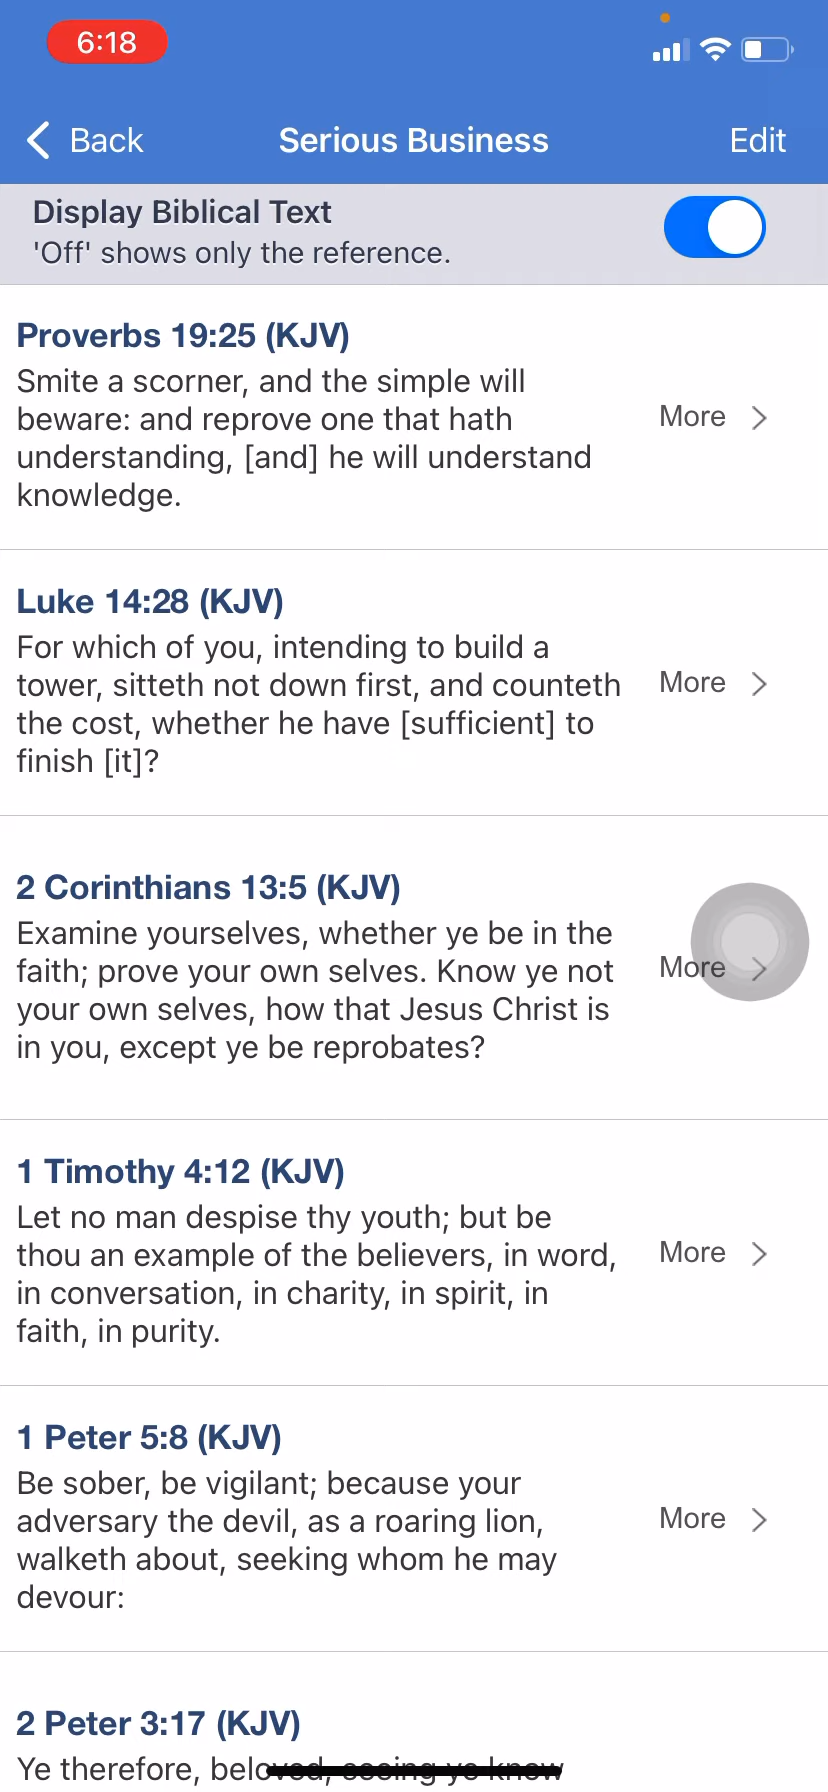 6:18
Back
Serious Business
Edit
Display Biblical Text
'Off' shows only the reference.
Proverbs 19:25 (KJV)
Smite a scorner, and the simple will
beware: and reprove one that hath
understanding, [and] he will understand
knowledge.
More
Luke 14:28 (KJV)
For which of you, intending to build a
tower, sitteth not down first, and counteth
the cost, whether he have [sufficient] to
finish [it]?
More
2 Corinthians 13:5 (KJV)
Examine yourselves, whether ye be in the
faith; prove your own selves. Know ye not
your own selves, how that Jesus Christ is
in you, except ye be reprobates?
More
1 Timothy 4:12 (KJV)
Let no man despise thy youth; but be
thou an example of the believers, in word,
in conversation, in charity, in spirit, in
faith, in purity.
More
1 Peter 5:8 (KJV)
Be sober, be vigilant; because your
adversary the devil, as a roaring lion,
walketh about, seeking whom he may
devour:
More
2 Peter 3:17 (KJV)
Ye therefore, beloved, seeing ye know